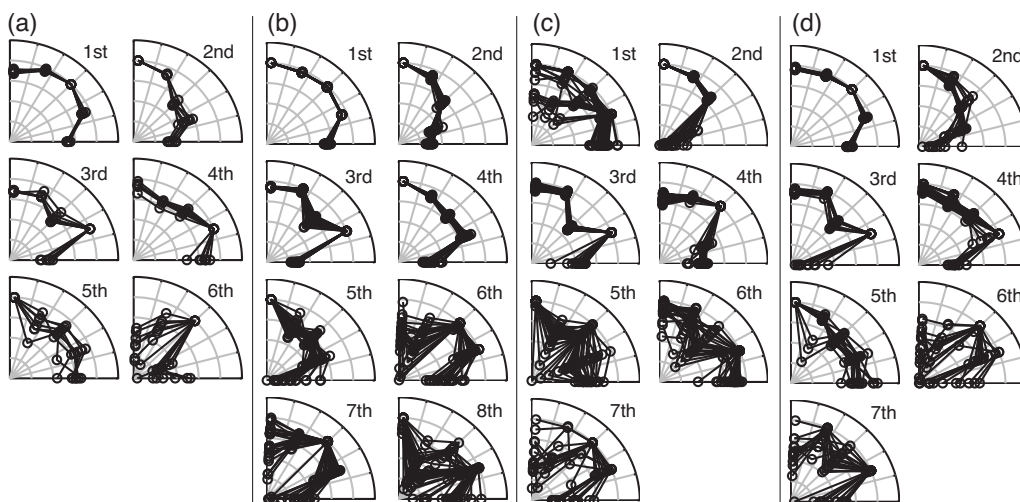 (a) (b) (c) (d)
1st 2nd 1st 2nd 1st 2nd 1st 2nd
3rd 4th 3rd 4th 3rd 4th 3rd 4th
5th 6th 5th 6th 5th 6th 5th 6th
7th 8th 7th 7th